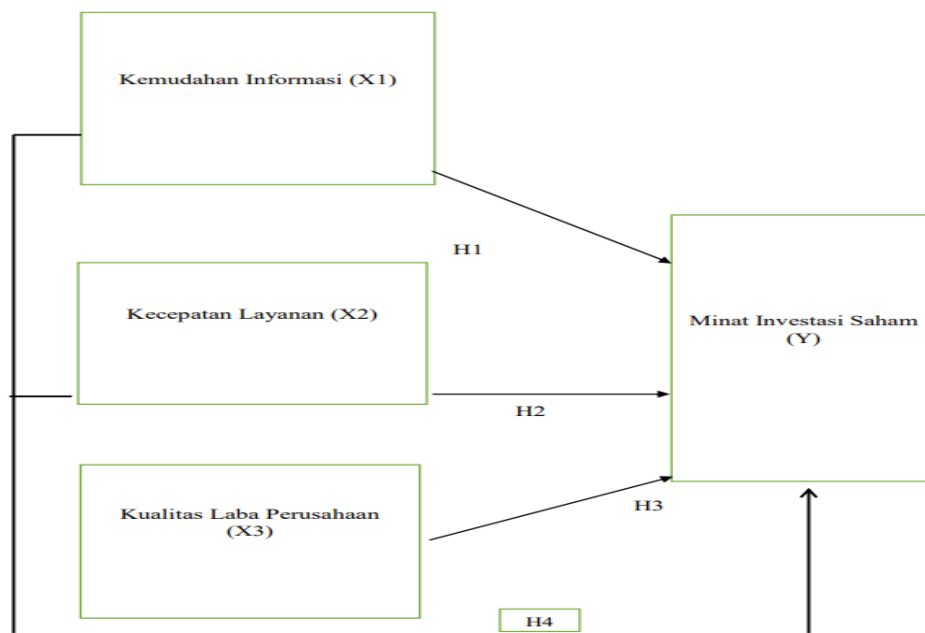 Kemudahan Informasi (X1)
H1
Kecepatan Layanan (X2)
Minat Investasi Saham
(Y)
H2
Kualitas Laba Perusahaan
(X3)
H3
H4